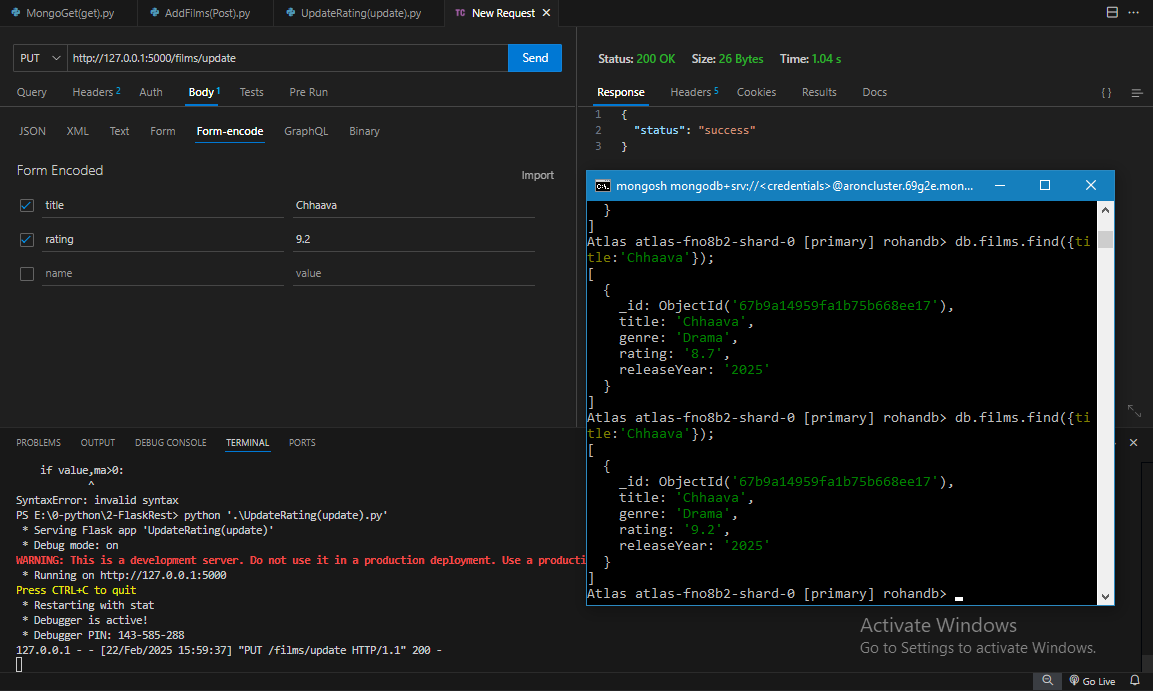 MongoGet(get).py AddFilms(Post).py UpdateRating(update).py TC New Request
PUT http://127.0.0.1:5000/films/update Send
Query Headers 2 Auth Body 1 Tests Pre Run
JSON XML Text Form Form-encode GraphQL Binary
Form Encoded
Import
title Chhaava
rating 9.2
name value
Status: 200 OK Size: 26 Bytes Time: 1.04 s
Response Headers 5 Cookies Results Docs { }
1 {
2 "status": "success"
3 }
mongosh mongodb+srv://<credentials>@aroncluster.69g2e.mon...
}
]
Atlas atlas-fno8b2-shard-0 [primary] rohandb> db.films.find({ti
tle:'Chhaava'});
[
{
_id: ObjectId('67b9a14959fa1b75b668ee17'),
title: 'Chhaava',
genre: 'Drama',
rating: '8.7',
releaseYear: '2025'
}
]
Atlas atlas-fno8b2-shard-0 [primary] rohandb> db.films.find({ti
tle:'Chhaava'});
[
{
_id: ObjectId('67b9a14959fa1b75b668ee17'),
title: 'Chhaava',
genre: 'Drama',
rating: '9.2',
releaseYear: '2025'
}
]
Atlas atlas-fno8b2-shard-0 [primary] rohandb>
PROBLEMS OUTPUT DEBUG CONSOLE TERMINAL PORTS
if value,ma>0:
^
SyntaxError: invalid syntax
PS E:\0-python\2-FlaskRest> python '.\UpdateRating(update).py'
* Serving Flask app 'UpdateRating(update)'
* Debug mode: on
WARNING: This is a development server. Do not use it in a production deployment. Use a producti
* Running on http://127.0.0.1:5000
Press CTRL+C to quit
* Restarting with stat
* Debugger is active!
* Debugger PIN: 143-585-288
127.0.0.1 - - [22/Feb/2025 15:59:37] "PUT /films/update HTTP/1.1" 200 -
Activate Windows
Go to Settings to activate Windows.
Go Live